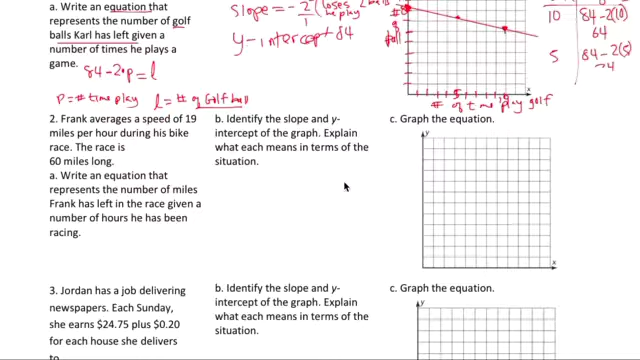 a. Write an equation that
represents the number of golf
balls Karl has left given a
number of times he plays a
game.
84-2•p=l
P=# time play l=# of Golf ball
slope=-2/1 (loses 2 balls
he play
y-intercept 84
# of time play golf
10 84-2(10)
64
5 84-2(5)
74
2. Frank averages a speed of 19
miles per hour during his bike
race. The race is
60 miles long.
a. Write an equation that
represents the number of miles
Frank has left in the race given a
number of hours he has been
racing.
b. Identify the slope and y-
intercept of the graph. Explain
what each means in terms of the
situation.
c. Graph the equation.
y
x
3. Jordan has a job delivering
newspapers. Each Sunday,
she earns $24.75 plus $0.20
for each house she delivers
to.
b. Identify the slope and y-
intercept of the graph. Explain
what each means in terms of the
situation.
c. Graph the equation.
y